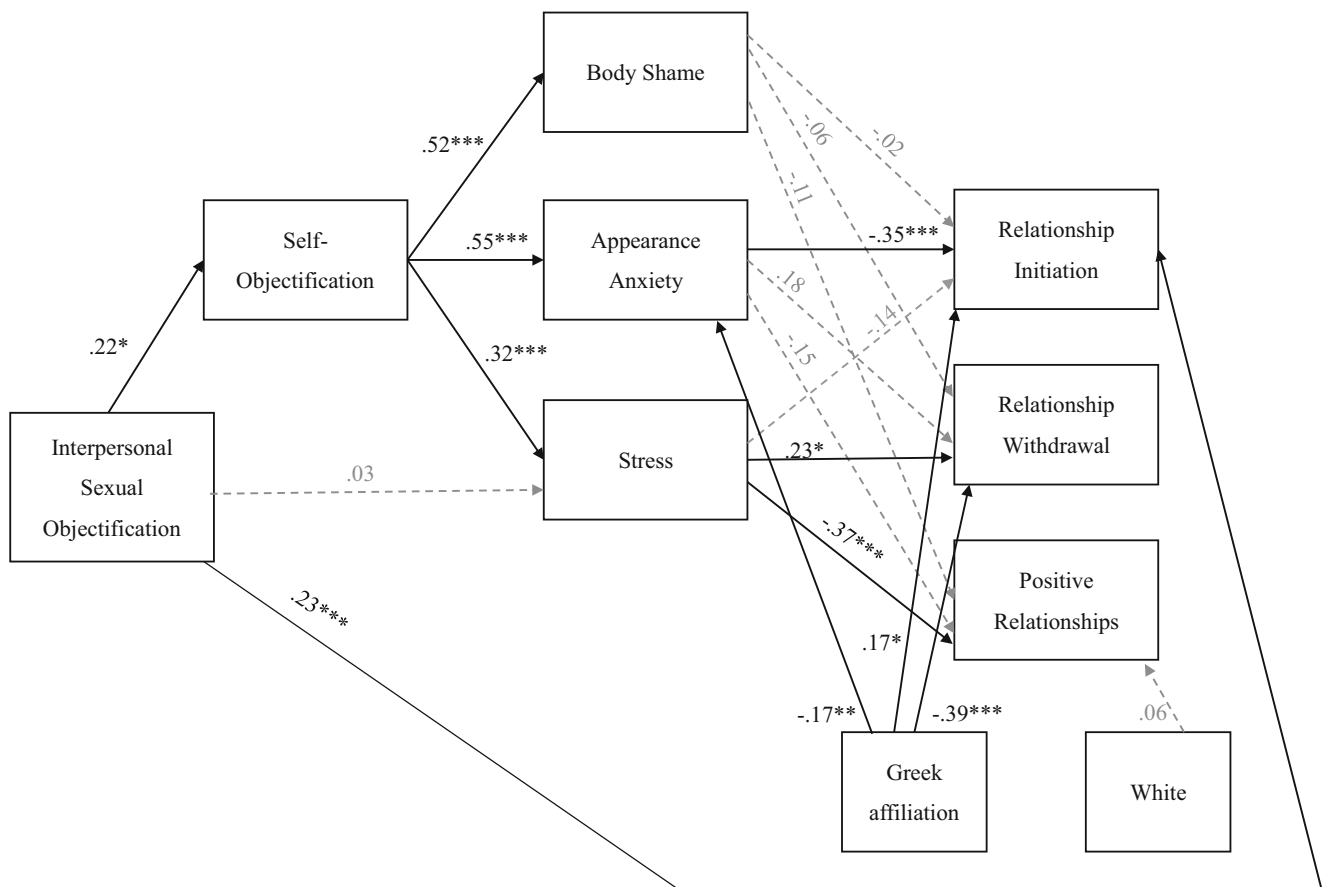 Body Shame
-.02
-.06
-.11
.52***
Self-
Objectification
.55***
Appearance
Anxiety
-.35***
Relationship
Initiation
.18
-.14
-.15
.22*
.32***
Interpersonal
Sexual
Objectification
.03
Stress
.23*
Relationship
Withdrawal
-.37***
Positive
Relationships
.23***
.17*
-.17**
-.39***
.06
Greek
affiliation
White